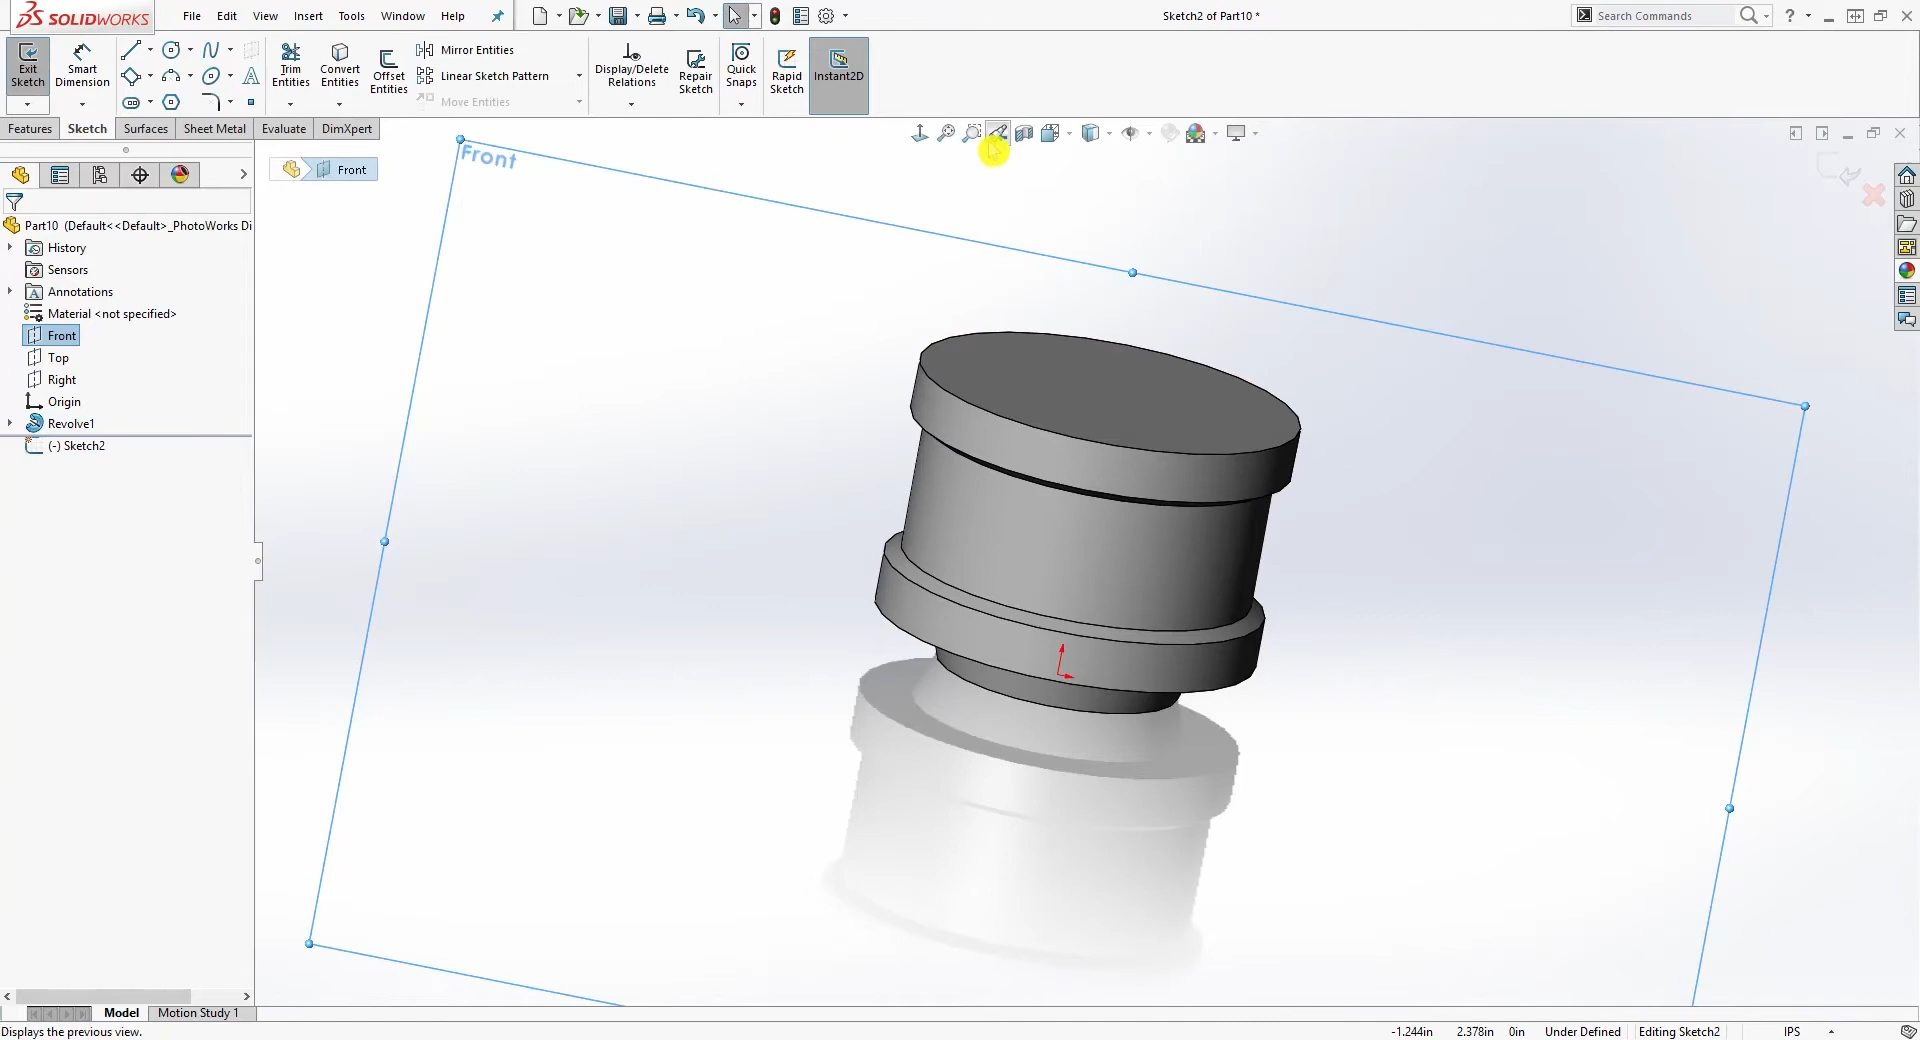 SOLIDWORKS
File Edit View Insert Tools Window Help
Sketch2 of Part10 *
Search Commands
?
Exit Sketch
Smart Dimension
Trim Entities
Convert Entities
Offset Entities
Mirror Entities
Linear Sketch Pattern
Move Entities
Display/Delete Relations
Repair Sketch
Quick Snaps
Rapid Sketch
Instant2D
Features Sketch Surfaces Sheet Metal Evaluate DimXpert
Front
Front
Part10 (Default<<Default>_PhotoWorks Di
History
Sensors
Annotations
Material <not specified>
Front
Top
Right
Origin
Revolve1
(-) Sketch2
Model Motion Study 1
Displays the previous view.
-1.244in 2.378in 0in Under Defined Editing Sketch2 IPS